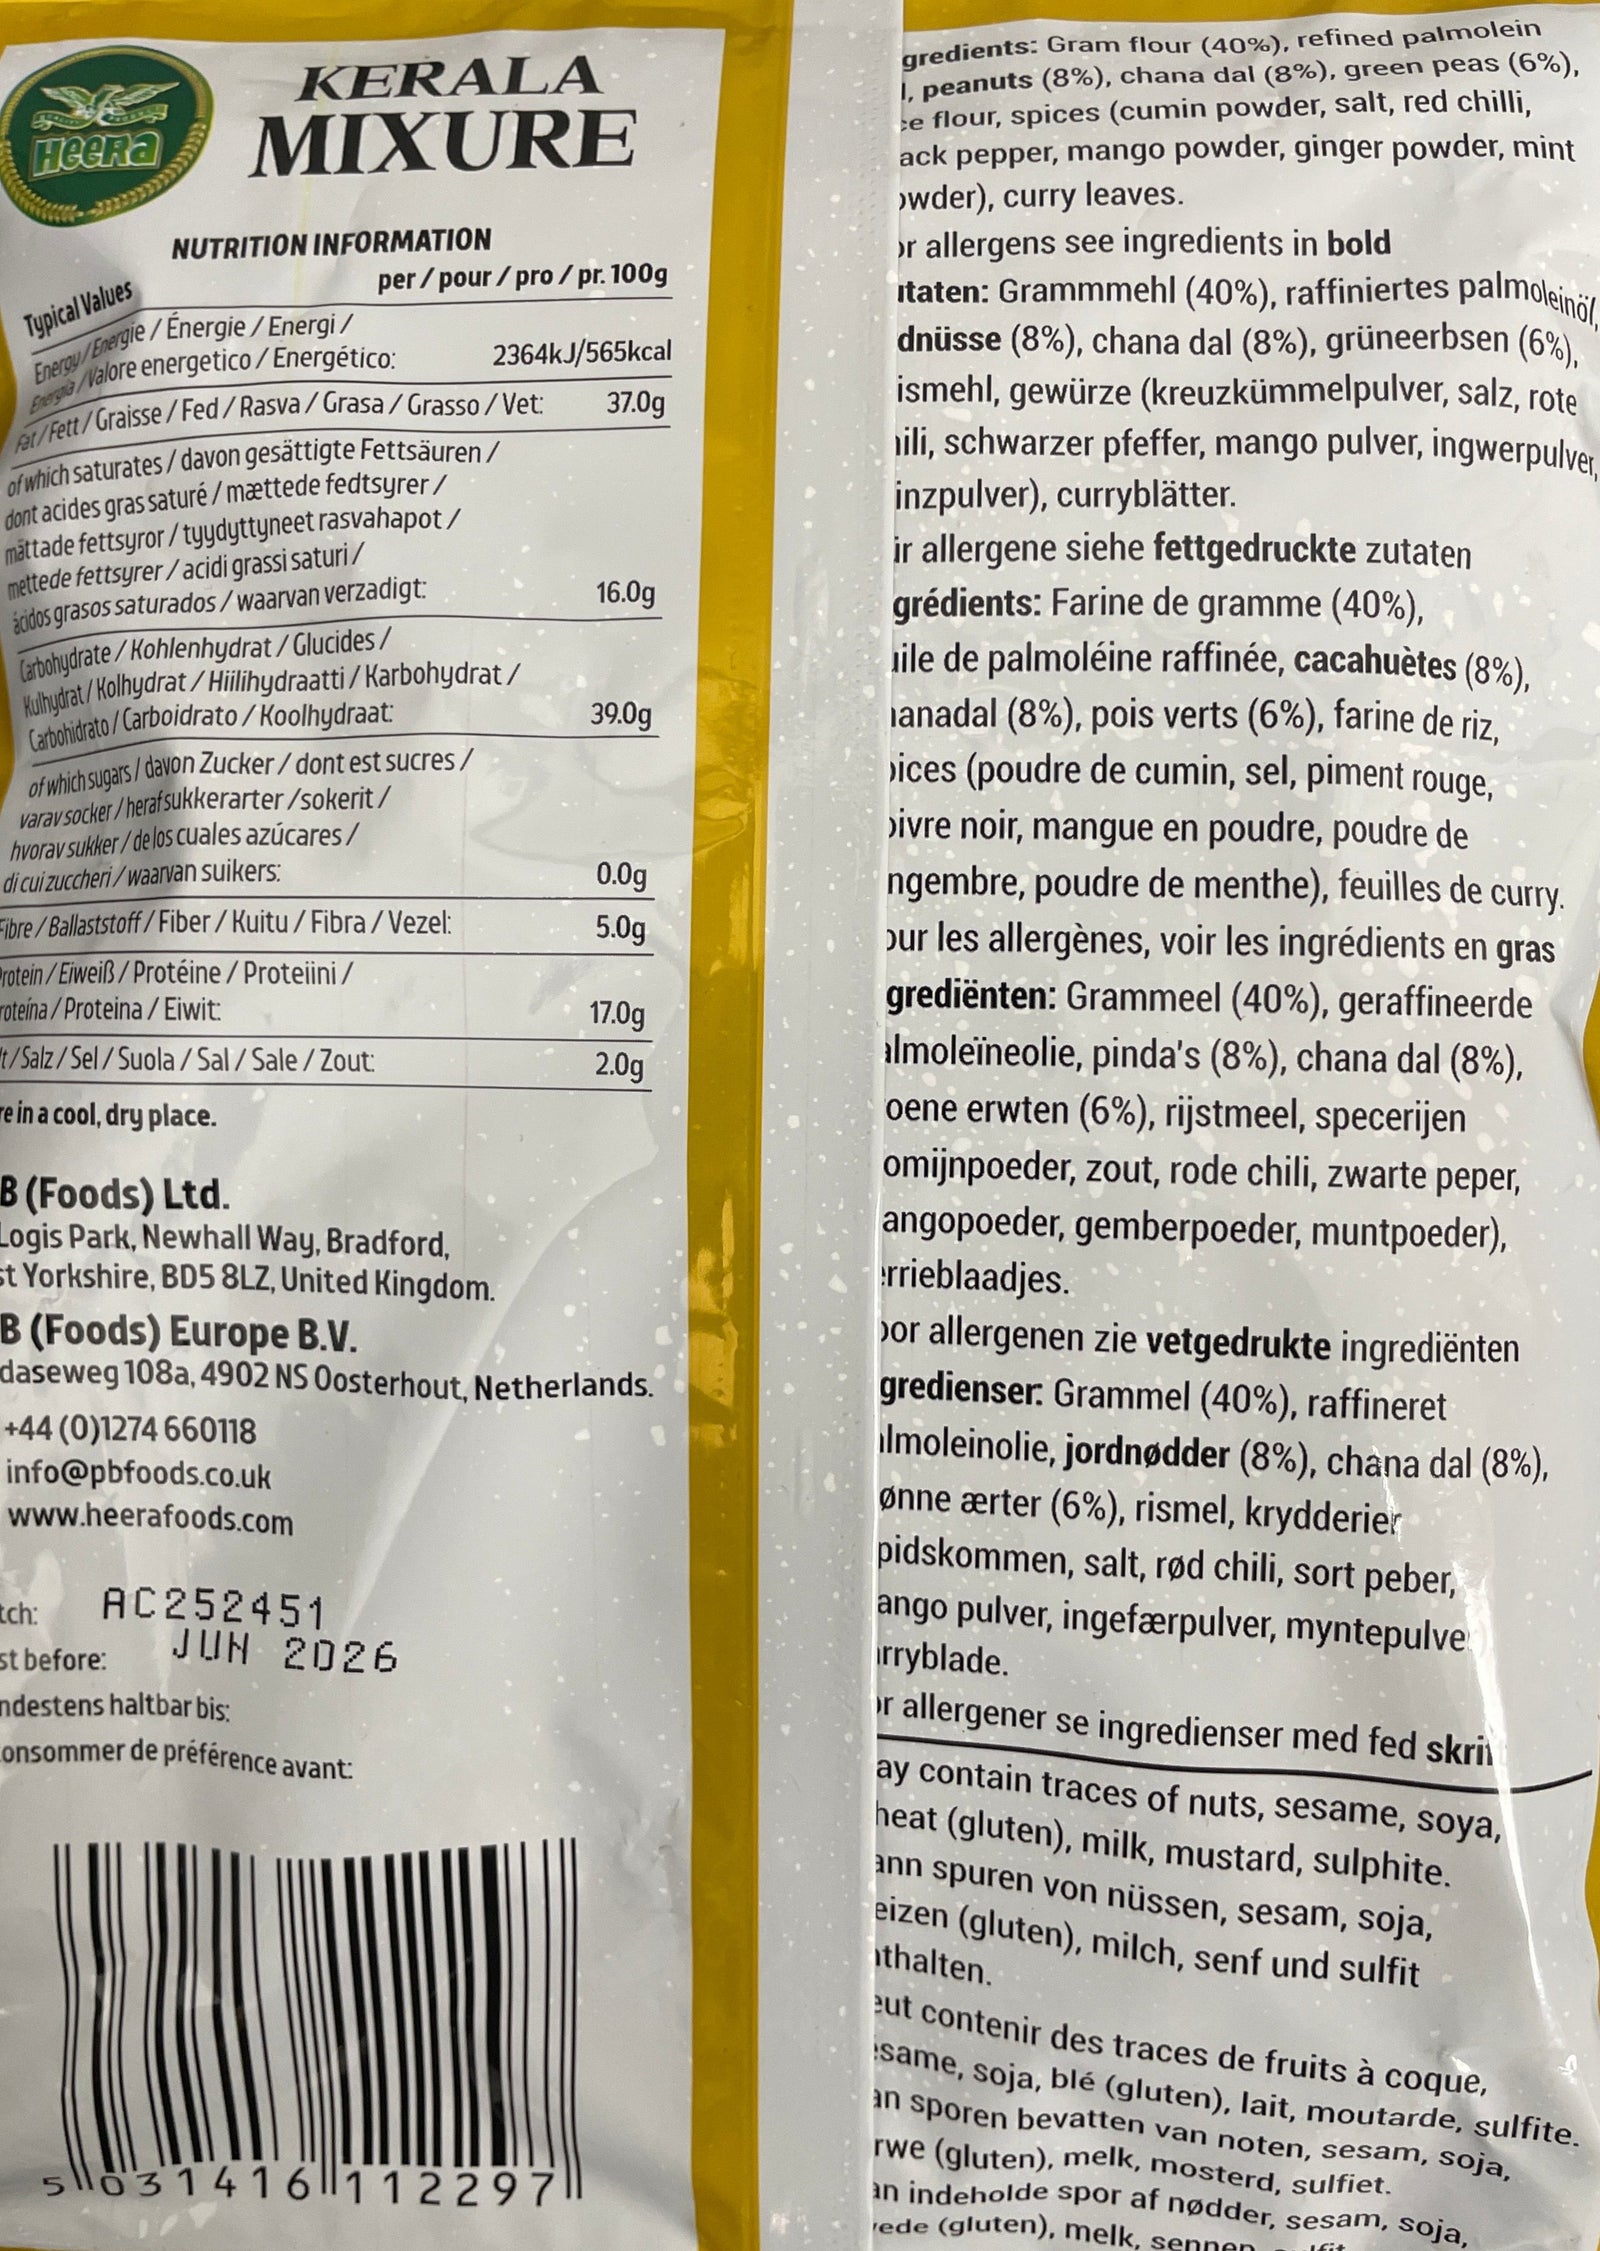 HEERA
KERALA
MIXURE
NUTRITION INFORMATION
Typical Values
per / pour / pro / pr. 100g
Energy / Energie / Énergie / Energi /
Energia / Valore energetico / Energético:
2364kJ/565kcal
Fat / Fett / Graisse / Fed / Rasva / Grasa / Grasso / Vet:
37.0g
of which saturates / davon gesättigte Fettsäuren /
dont acides gras saturé / mættede fedtsyrer /
mättade fettsyror / tyydyttyneet rasvahapot /
mettede fettsyrer / acidi grassi saturi /
ácidos grasos saturados / waarvan verzadigt:
16.0g
Carbohydrate / Kohlenhydrat / Glucides /
Kulhydrat / Kolhydrat / Hiilihydraatti / Karbohydrat /
Carbohidrato / Carboidrato / Koolhydraat:
39.0g
of which sugars / davon Zucker / dont est sucres /
varav socker / heraf sukkerarter /sokerit /
hvorav sukker / de los cuales azúcares /
di cui zuccheri / waarvan suikers:
0.0g
Fibre / Ballaststoff / Fiber / Kuitu / Fibra / Vezel:
5.0g
rotein / Eiweiß / Protéine / Proteiini /
roteína / Proteina / Eiwit:
17.0g
t / Salz / Sel / Suola / Sal / Sale / Zout:
2.0g
re in a cool, dry place.
B (Foods) Ltd.
Logis Park, Newhall Way, Bradford,
st Yorkshire, BD5 8LZ, United Kingdom.
B (Foods) Europe B.V.
daseweg 108a, 4902 NS Oosterhout, Netherlands.
+44 (0)1274 660118
info@pbfoods.co.uk
www.heerafoods.com
tch: AC252451
st before: JUN 2026
ndestens haltbar bis:
onsommer de préférence avant:
5 031416 112297
gredients: Gram flour (40%), refined palmolein
l, peanuts (8%), chana dal (8%), green peas (6%),
ce flour, spices (cumin powder, salt, red chilli,
ack pepper, mango powder, ginger powder, mint
owder), curry leaves.
or allergens see ingredients in bold
utaten: Grammmehl (40%), raffiniertes palmoleinöl,
dnüsse (8%), chana dal (8%), grüneerbsen (6%),
ismehl, gewürze (kreuzkümmelpulver, salz, rote
hili, schwarzer pfeffer, mango pulver, ingwerpulver,
inzpulver), curryblätter.
ür allergene siehe fettgedruckte zutaten
grédients: Farine de gramme (40%),
uile de palmoléine raffinée, cacahuètes (8%),
hanadal (8%), pois verts (6%), farine de riz,
pices (poudre de cumin, sel, piment rouge,
oivre noir, mangue en poudre, poudre de
ngembre, poudre de menthe), feuilles de curry.
our les allergènes, voir les ingrédients en gras
grediënten: Grammeel (40%), geraffineerde
almoleïneolie, pinda's (8%), chana dal (8%),
oene erwten (6%), rijstmeel, specerijen
omijnpoeder, zout, rode chili, zwarte peper,
angopoeder, gemberpoeder, muntpoeder),
errieblaadjes.
oor allergenen zie vetgedrukte ingrediënten
gredienser: Grammel (40%), raffineret
almoleinolie, jordnødder (8%), chana dal (8%),
ønne ærter (6%), rismel, krydderier
pidskommen, salt, rød chili, sort peber,
ango pulver, ingefærpulver, myntepulve
arryblade.
or allergener se ingredienser med fed skrif
ay contain traces of nuts, sesame, soya,
heat (gluten), milk, mustard, sulphite.
ann spuren von nüssen, sesam, soja,
eizen (gluten), milch, senf und sulfit
nthalten.
eut contenir des traces de fruits à coque,
ésame, soja, blé (gluten), lait, moutarde, sulfite.
an sporen bevatten van noten, sesam, soja,
rwe (gluten), melk, mosterd, sulfiet.
an indeholde spor af nødder, sesam, soja,
vede (gluten), melk,